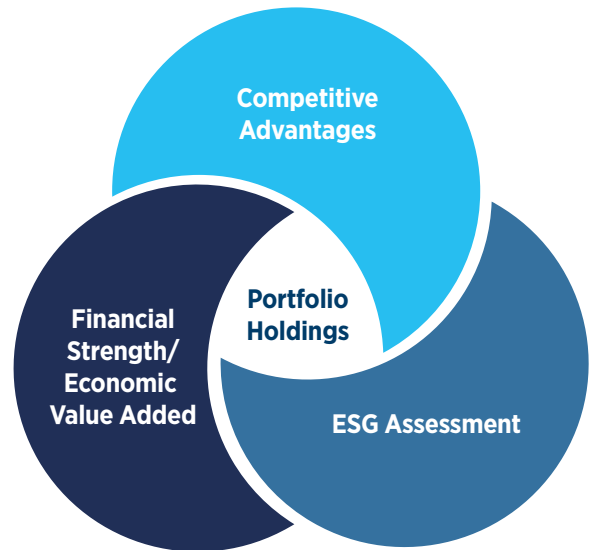 Competitive
Advantages
Portfolio
Holdings
Financial
Strength/
Economic
Value Added
ESG Assessment